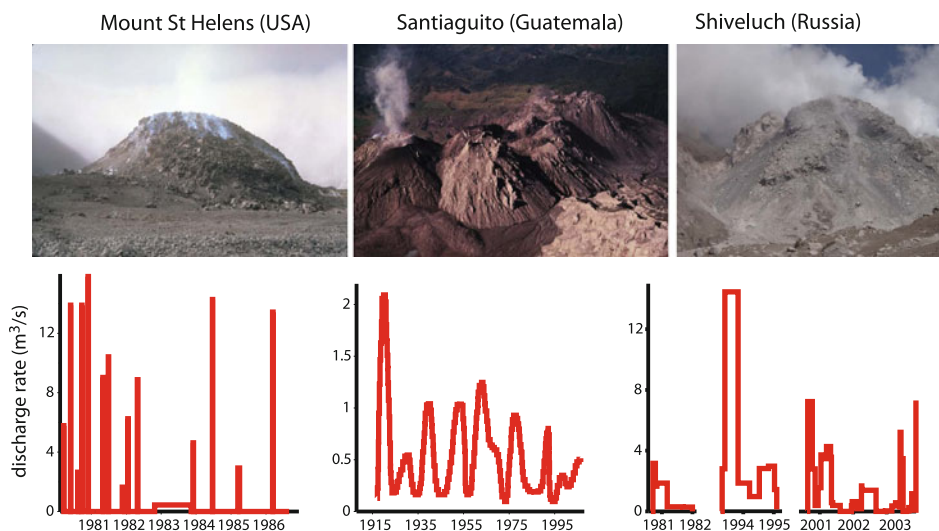 Mount St Helens (USA)
Santiaguito (Guatemala)
Shiveluch (Russia)
discharge rate (m³/s)
12
8
4
0
1981 1982 1983 1984 1985 1986
2
1.5
1
0.5
0
1915 1935 1955 1975 1995
12
8
4
0
1981 1982 1994 1995 2001 2002 2003